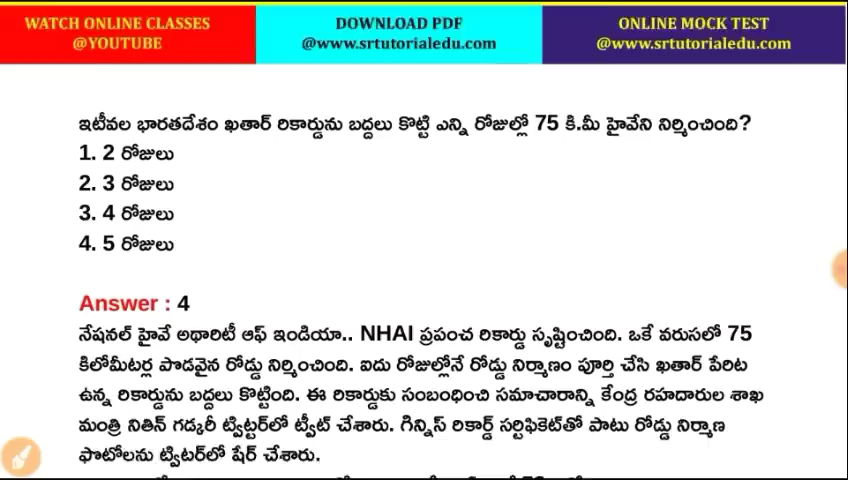 WATCH ONLINE CLASSES
@YOUTUBE
DOWNLOAD PDF
@www.srtutorialedu.com
ONLINE MOCK TEST
@www.srtutorialedu.com
ఇటీవల భారతదేశం ఖతార్ రికార్డును బద్దలు కొట్టి ఎన్ని రోజుల్లో 75 కి.మీ హైవేని నిర్మించింది?
1. 2 రోజులు
2. 3 రోజులు
3. 4 రోజులు
4. 5 రోజులు
Answer : 4
నేషనల్ హైవే అథారిటీ ఆఫ్ ఇండియా.. NHAI ప్రపంచ రికార్డు సృష్టించింది. ఒకే వరుసలో 75
కిలోమీటర్ల పొడవైన రోడ్డు నిర్మించింది. ఐదు రోజుల్లోనే రోడ్డు నిర్మాణం పూర్తి చేసి ఖతార్ పేరిట
ఉన్న రికార్డును బద్దలు కొట్టింది. ఈ రికార్డుకు సంబంధించి సమాచారాన్ని కేంద్ర రహదారుల శాఖ
మంత్రి నితిన్ గడ్కరీ ట్విట్టర్‌లో ట్వీట్ చేశారు. గిన్నిస్ రికార్డ్ సర్టిఫికెట్‌తో పాటు రోడ్డు నిర్మాణ
ఫొటోలను ట్విటర్‌లో షేర్ చేశారు.